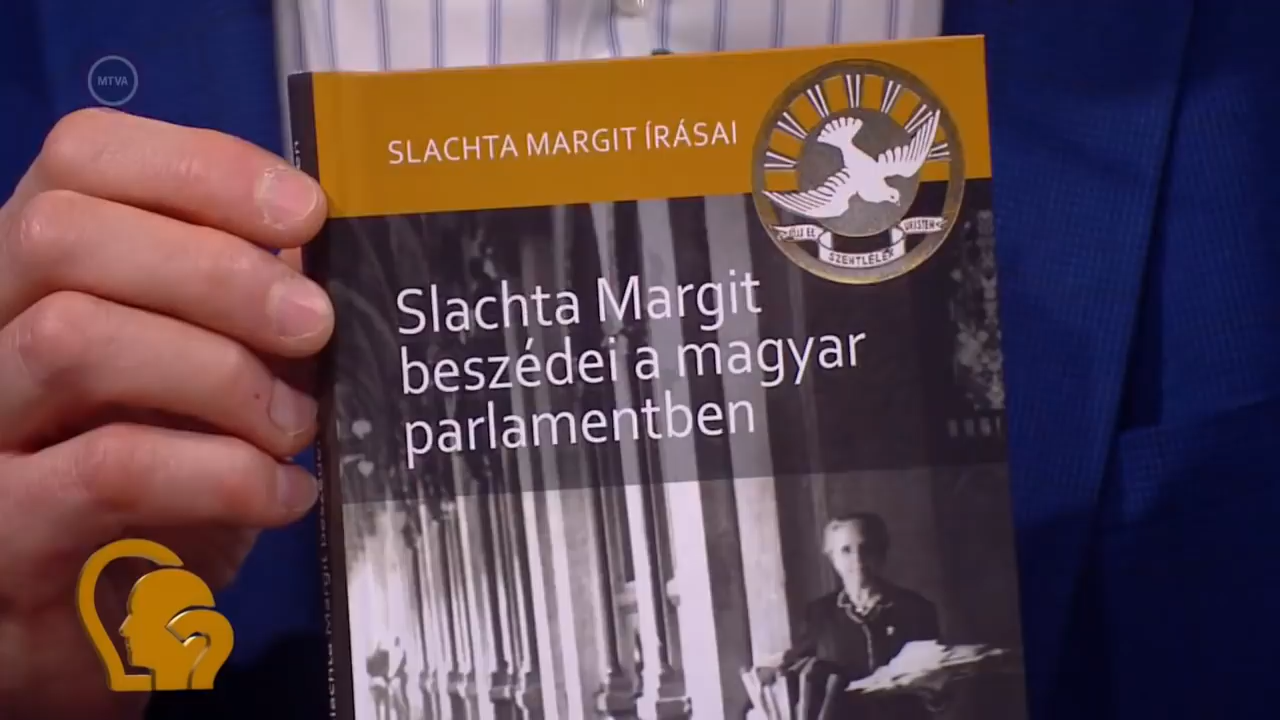 MTVA
SLACHTA MARGIT ÍRÁSAI
SZENTLÉLEK
Slachta Margit
beszédei a magyar
parlamentben